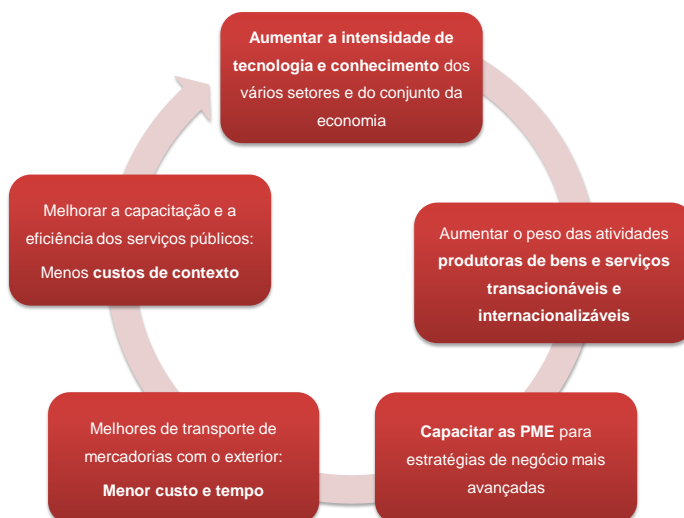 Aumentar a intensidade de
tecnologia e conhecimento dos
vários setores e do conjunto da
economia
Aumentar o peso das atividades
produtoras de bens e serviços
transacionáveis e
internacionalizáveis
Capacitar as PME para
estratégias de negócio mais
avançadas
Melhores de transporte de
mercadorias com o exterior:
Menor custo e tempo
Melhorar a capacitação e a
eficiência dos serviços públicos:
Menos custos de contexto